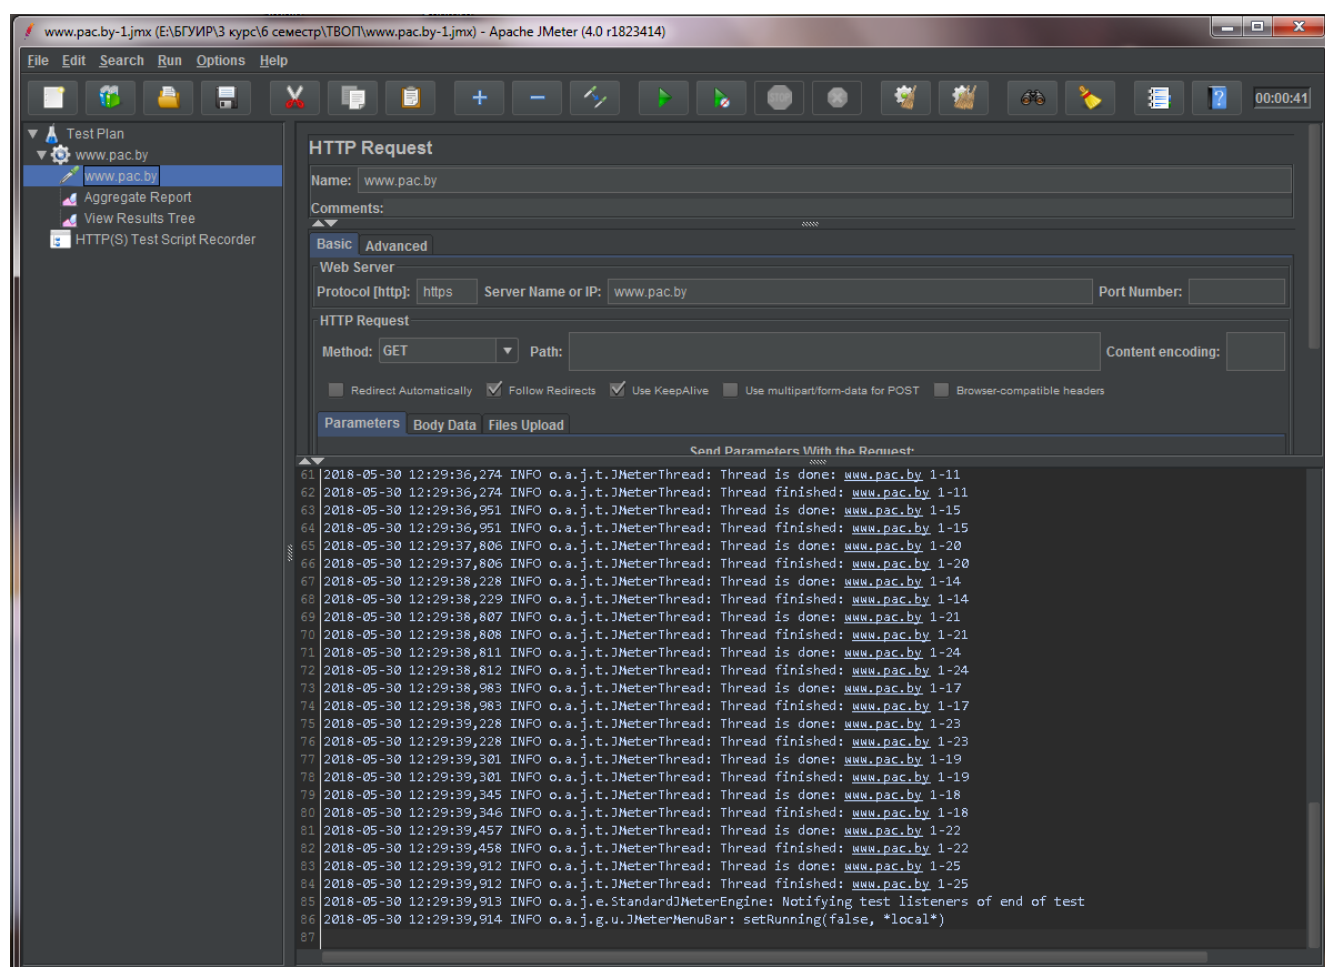 www.pac.by-1.jmx (E:\БГУИР\3 курс\6 семестр\ТВОП\www.pac.by-1.jmx) - Apache JMeter (4.0 r1823414)
File Edit Search Run Options Help
STOP
00:00:41
Test Plan
www.pac.by
www.pac.by
Aggregate Report
View Results Tree
HTTP(S) Test Script Recorder
HTTP Request
Name: www.pac.by
Comments:
Basic Advanced
Web Server
Protocol [http]: https Server Name or IP: www.pac.by Port Number:
HTTP Request
Method: GET Path: Content encoding:
Redirect Automatically Follow Redirects Use KeepAlive Use multipart/form-data for POST Browser-compatible headers
Parameters Body Data Files Upload
Send Parameters With the Request:
61 2018-05-30 12:29:36,274 INFO o.a.j.t.JMeterThread: Thread is done: www.pac.by 1-11
62 2018-05-30 12:29:36,274 INFO o.a.j.t.JMeterThread: Thread finished: www.pac.by 1-11
63 2018-05-30 12:29:36,951 INFO o.a.j.t.JMeterThread: Thread is done: www.pac.by 1-15
64 2018-05-30 12:29:36,951 INFO o.a.j.t.JMeterThread: Thread finished: www.pac.by 1-15
65 2018-05-30 12:29:37,806 INFO o.a.j.t.JMeterThread: Thread is done: www.pac.by 1-20
66 2018-05-30 12:29:37,806 INFO o.a.j.t.JMeterThread: Thread finished: www.pac.by 1-20
67 2018-05-30 12:29:38,228 INFO o.a.j.t.JMeterThread: Thread is done: www.pac.by 1-14
68 2018-05-30 12:29:38,229 INFO o.a.j.t.JMeterThread: Thread finished: www.pac.by 1-14
69 2018-05-30 12:29:38,807 INFO o.a.j.t.JMeterThread: Thread is done: www.pac.by 1-21
70 2018-05-30 12:29:38,808 INFO o.a.j.t.JMeterThread: Thread finished: www.pac.by 1-21
71 2018-05-30 12:29:38,811 INFO o.a.j.t.JMeterThread: Thread is done: www.pac.by 1-24
72 2018-05-30 12:29:38,812 INFO o.a.j.t.JMeterThread: Thread finished: www.pac.by 1-24
73 2018-05-30 12:29:38,983 INFO o.a.j.t.JMeterThread: Thread is done: www.pac.by 1-17
74 2018-05-30 12:29:38,983 INFO o.a.j.t.JMeterThread: Thread finished: www.pac.by 1-17
75 2018-05-30 12:29:39,228 INFO o.a.j.t.JMeterThread: Thread is done: www.pac.by 1-23
76 2018-05-30 12:29:39,228 INFO o.a.j.t.JMeterThread: Thread finished: www.pac.by 1-23
77 2018-05-30 12:29:39,301 INFO o.a.j.t.JMeterThread: Thread is done: www.pac.by 1-19
78 2018-05-30 12:29:39,301 INFO o.a.j.t.JMeterThread: Thread finished: www.pac.by 1-19
79 2018-05-30 12:29:39,345 INFO o.a.j.t.JMeterThread: Thread is done: www.pac.by 1-18
80 2018-05-30 12:29:39,346 INFO o.a.j.t.JMeterThread: Thread finished: www.pac.by 1-18
81 2018-05-30 12:29:39,457 INFO o.a.j.t.JMeterThread: Thread is done: www.pac.by 1-22
82 2018-05-30 12:29:39,458 INFO o.a.j.t.JMeterThread: Thread finished: www.pac.by 1-22
83 2018-05-30 12:29:39,912 INFO o.a.j.t.JMeterThread: Thread is done: www.pac.by 1-25
84 2018-05-30 12:29:39,912 INFO o.a.j.t.JMeterThread: Thread finished: www.pac.by 1-25
85 2018-05-30 12:29:39,913 INFO o.a.j.e.StandardJMeterEngine: Notifying test listeners of end of test
86 2018-05-30 12:29:39,914 INFO o.a.j.g.u.JMeterMenuBar: setRunning(false, *local*)
87